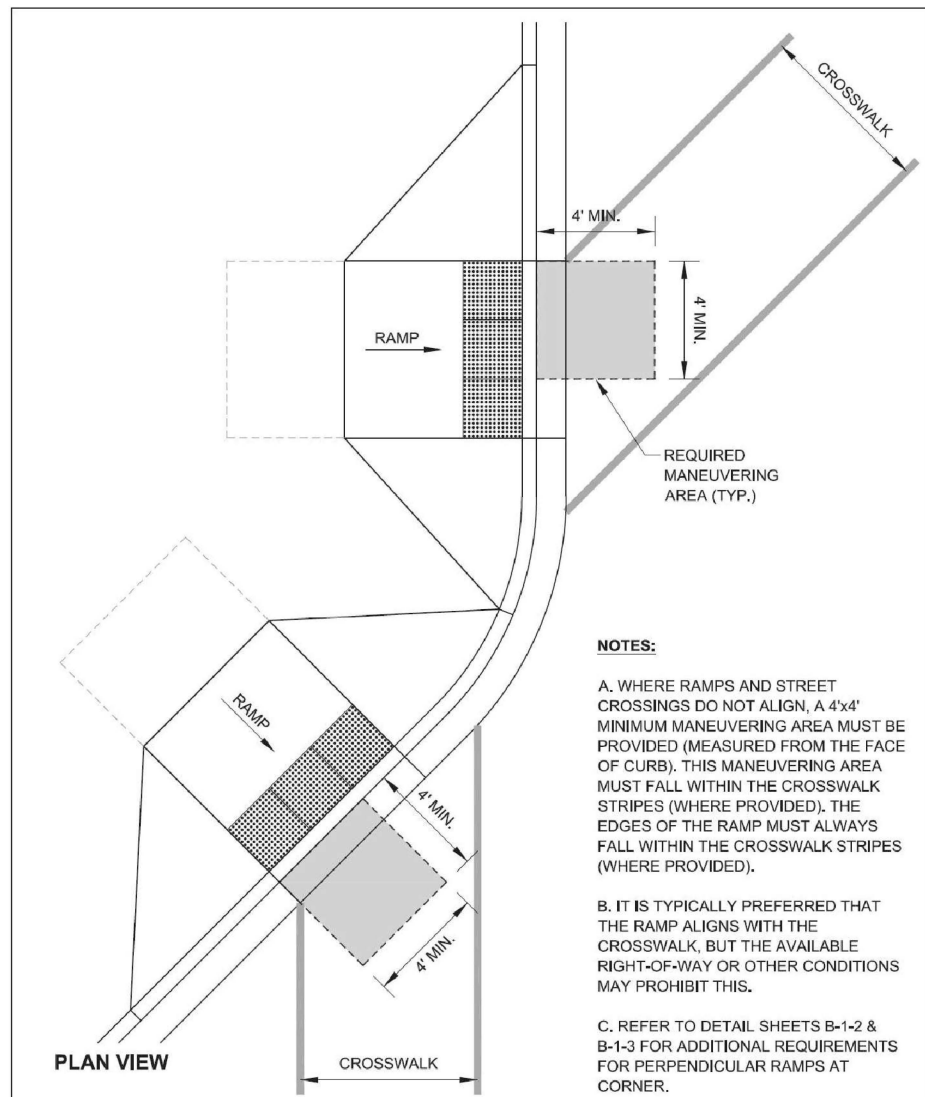 CROSSWALK
4' MIN.
4' MIN.
RAMP
REQUIRED
MANEUVERING
AREA (TYP.)
RAMP
4' MIN.
4' MIN.
CROSSWALK
PLAN VIEW
NOTES:
A. WHERE RAMPS AND STREET
CROSSINGS DO NOT ALIGN, A 4'x4'
MINIMUM MANEUVERING AREA MUST BE
PROVIDED (MEASURED FROM THE FACE
OF CURB). THIS MANEUVERING AREA
MUST FALL WITHIN THE CROSSWALK
STRIPES (WHERE PROVIDED). THE
EDGES OF THE RAMP MUST ALWAYS
FALL WITHIN THE CROSSWALK STRIPES
(WHERE PROVIDED).
B. IT IS TYPICALLY PREFERRED THAT
THE RAMP ALIGNS WITH THE
CROSSWALK, BUT THE AVAILABLE
RIGHT-OF-WAY OR OTHER CONDITIONS
MAY PROHIBIT THIS.
C. REFER TO DETAIL SHEETS B-1-2 &
B-1-3 FOR ADDITIONAL REQUIREMENTS
FOR PERPENDICULAR RAMPS AT
CORNER.